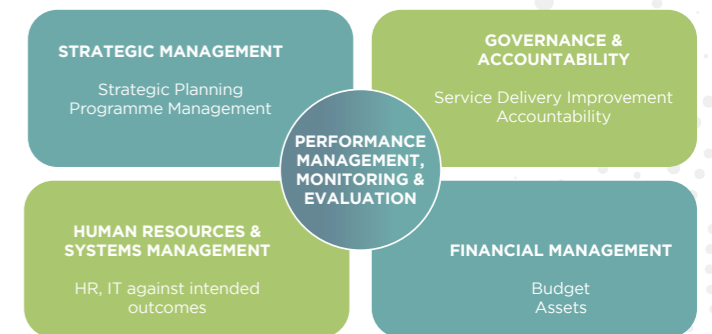 STRATEGIC MANAGEMENT
Strategic Planning
Programme Management
GOVERNANCE &
ACCOUNTABILITY
Service Delivery Improvement
Accountability
PERFORMANCE
MANAGEMENT,
MONITORING &
EVALUATION
HUMAN RESOURCES &
SYSTEMS MANAGEMENT
HR, IT against intended
outcomes
FINANCIAL MANAGEMENT
Budget
Assets